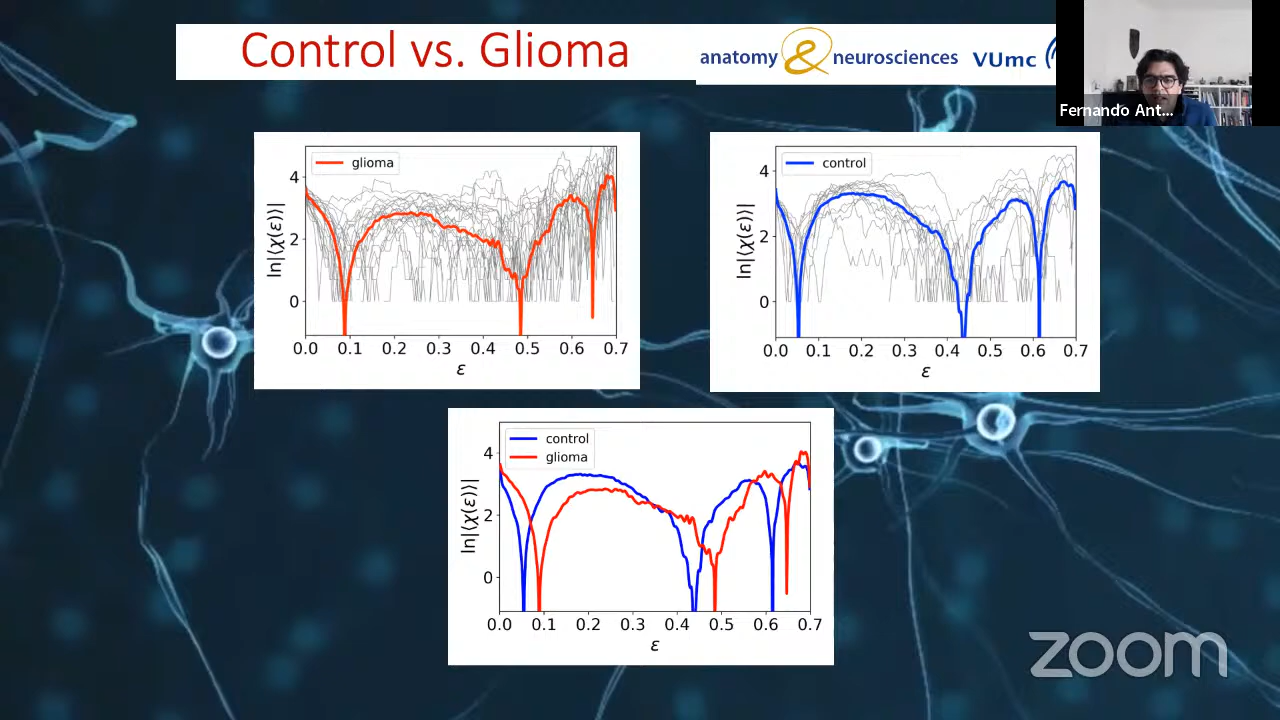 Control vs. Glioma
anatomy & neurosciences VUmc
Fernando Ant...
glioma
4
2
0
ln|⟨χ(ε)⟩|
0.0 0.1 0.2 0.3 0.4 0.5 0.6 0.7
ε
control
4
2
0
ln|⟨χ(ε)⟩|
0.0 0.1 0.2 0.3 0.4 0.5 0.6 0.7
ε
control
glioma
4
2
0
ln|⟨χ(ε)⟩|
0.0 0.1 0.2 0.3 0.4 0.5 0.6 0.7
ε
zoom